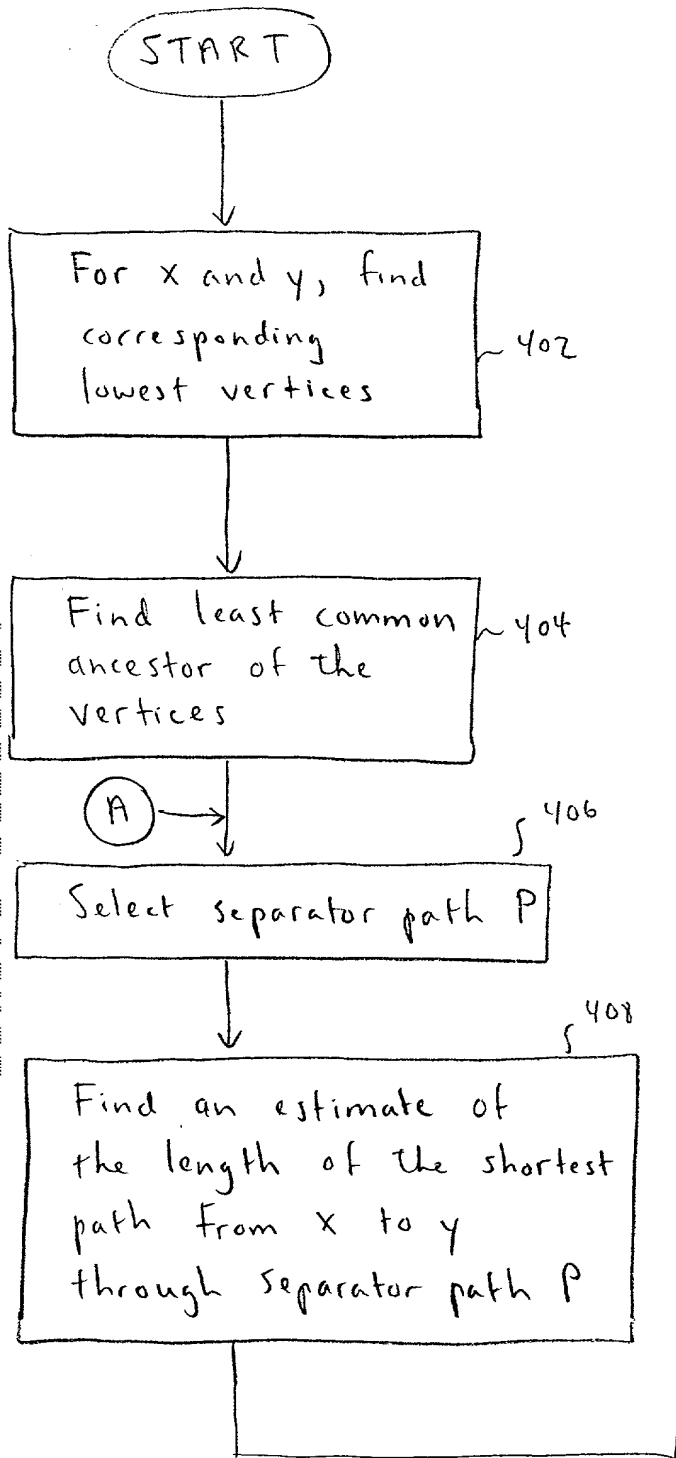 START
For x and y, find
corresponding
lowest vertices
402
Find least common
ancestor of the
vertices
404
A
406
Select separator path P
408
Find an estimate of
the length of the shortest
path from x to y
through separator path P